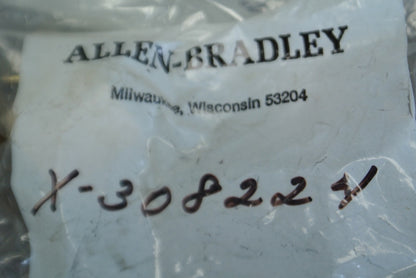 ALLEN-BRADLEY
Milwaukee, Wisconsin 53204
X-308224